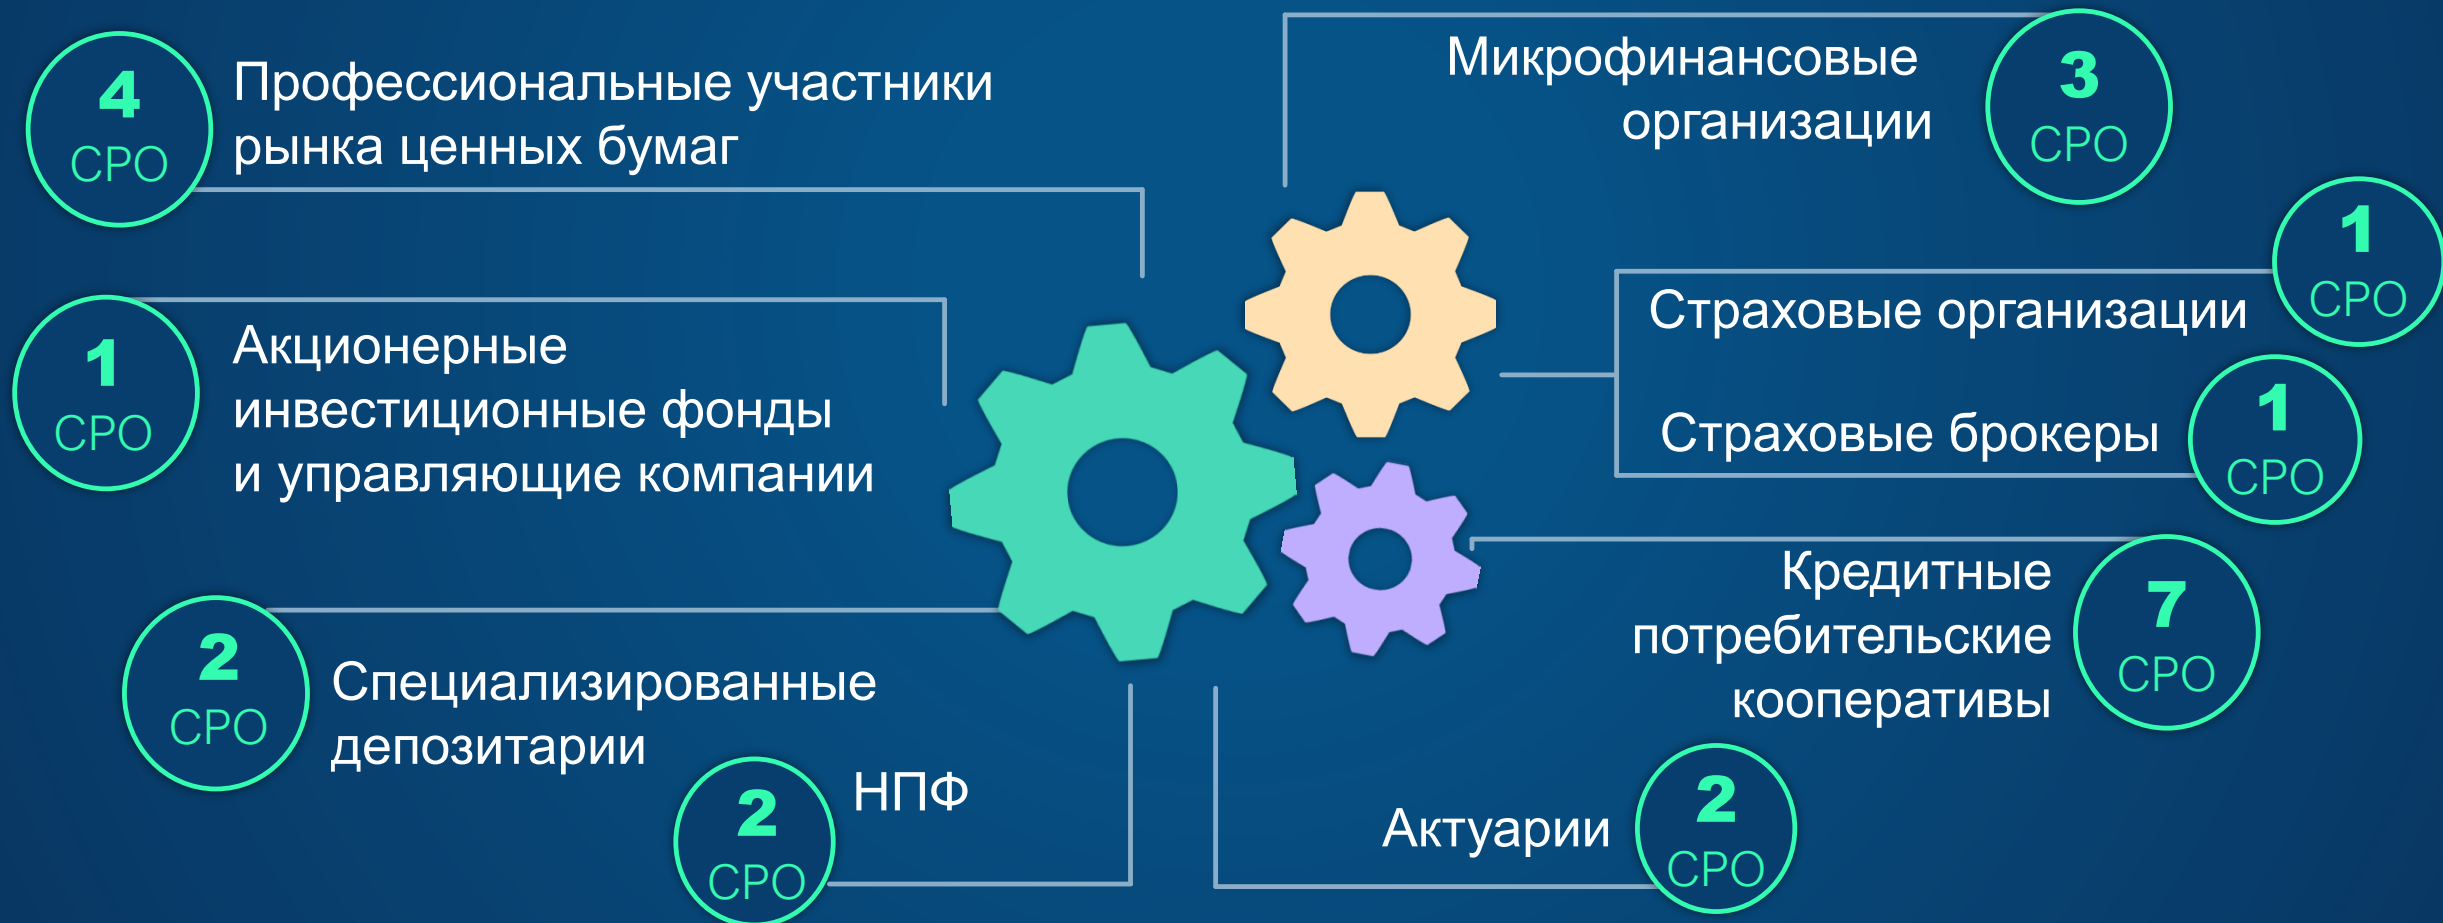 4
СРО
Профессиональные участники
рынка ценных бумаг
1
СРО
Акционерные
инвестиционные фонды
и управляющие компании
2
СРО
Специализированные
депозитарии
2
СРО
НПФ
Микрофинансовые
организации
3
СРО
Страховые организации
1
СРО
Страховые брокеры
1
СРО
Кредитные
потребительские
кооперативы
7
СРО
Актуарии
2
СРО